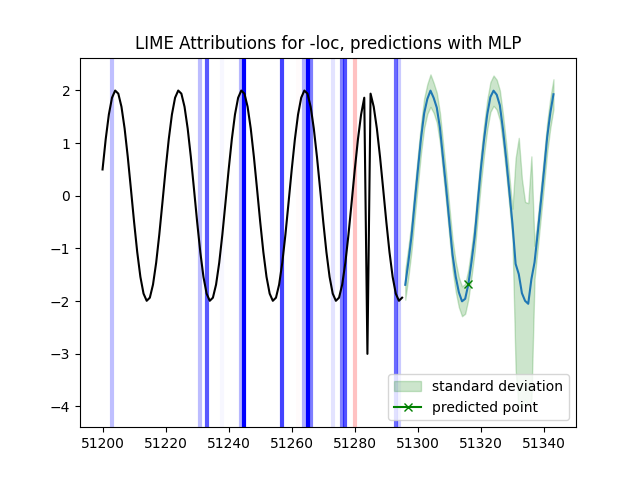 LIME Attributions for -loc, predictions with MLP
2
1
0
−1
−2
−3
−4
standard deviation
predicted point
51200 51220 51240 51260 51280 51300 51320 51340